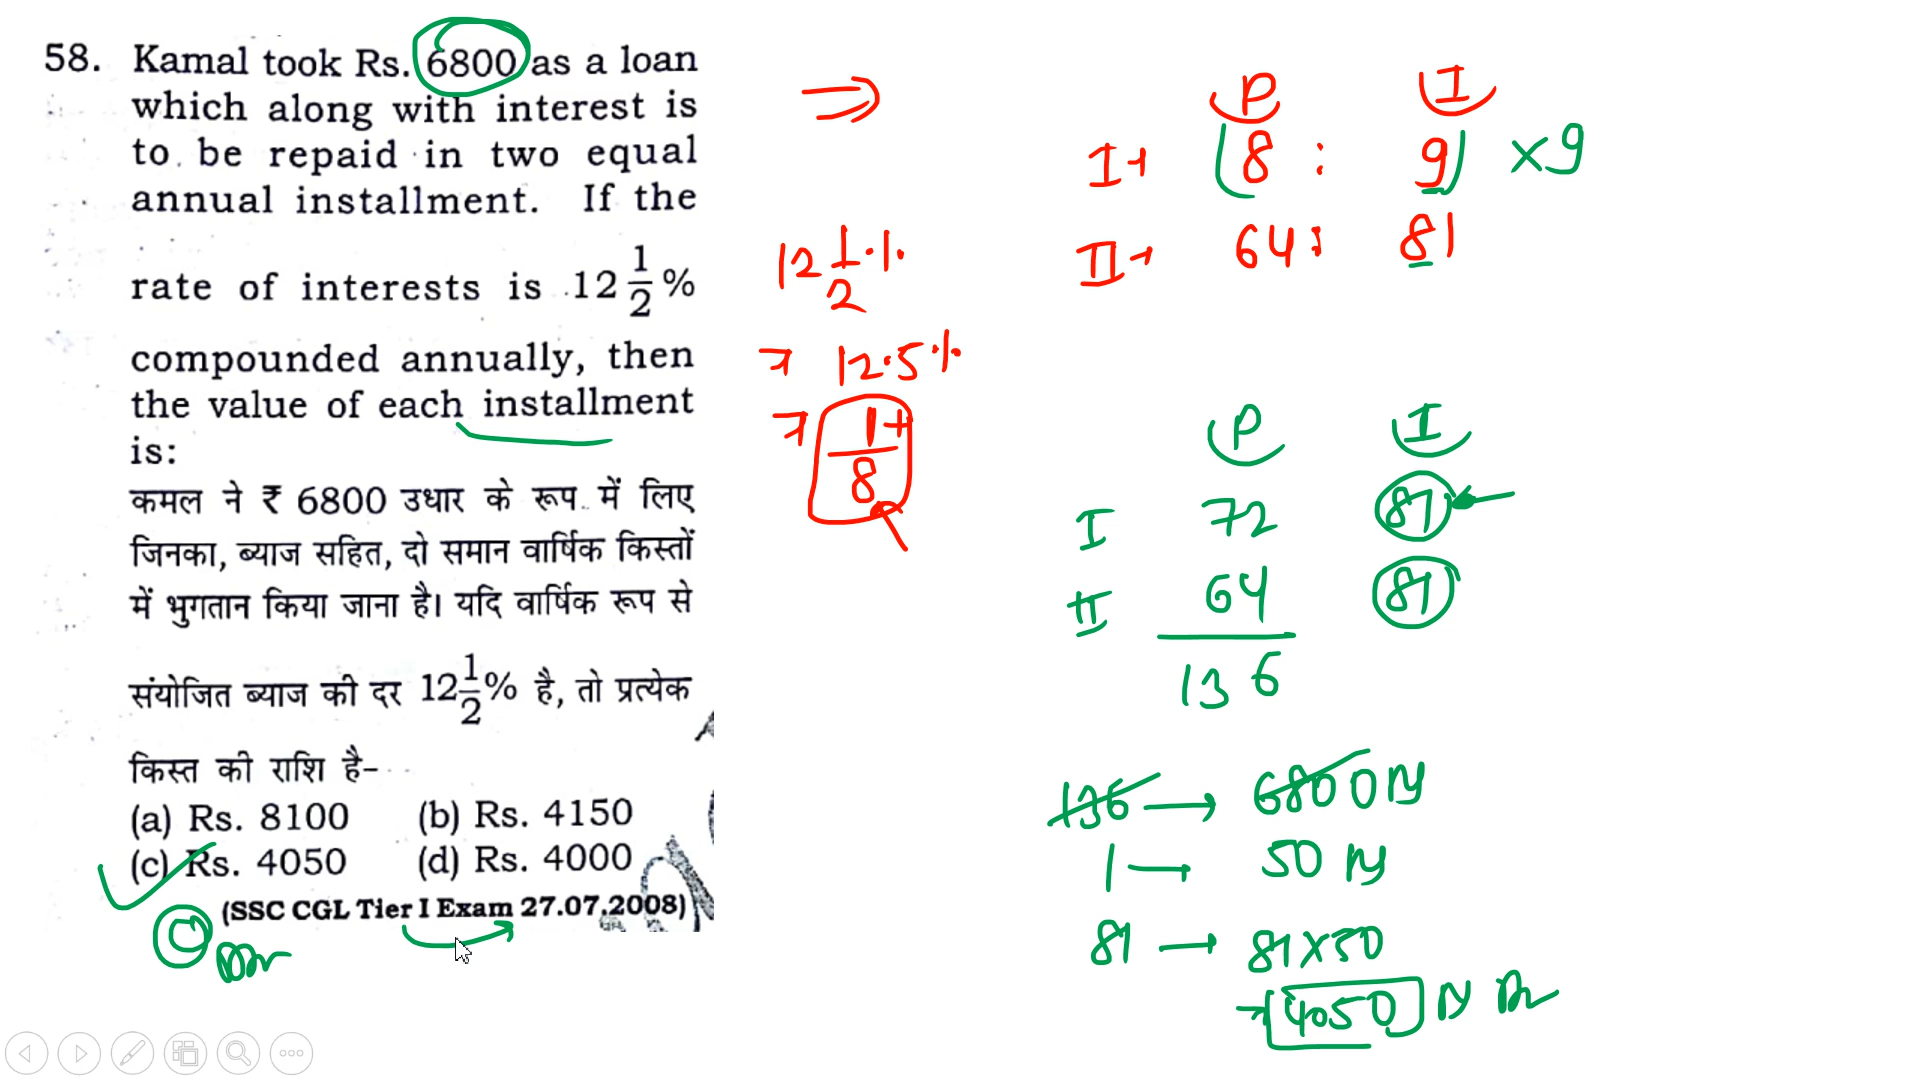 58. Kamal took Rs. 6800 as a loan
which along with interest is
to be repaid in two equal
annual installment. If the
rate of interests is 12 1/2 %
compounded annually, then
the value of each installment
is:
कमल ने ₹ 6800 उधार के रूप में लिए
जिनका, ब्याज सहित, दो समान वार्षिक किस्तों
में भुगतान किया जाना है। यदि वार्षिक रूप से
संयोजित ब्याज की दर 12 1/2 % है, तो प्रत्येक
किस्त की राशि है-
(a) Rs. 8100 (b) Rs. 4150
(c) Rs. 4050 (d) Rs. 4000
(SSC CGL Tier I Exam 27.07.2008)
12 1/2 %
→ 12.5%
→ 1+/8
⇒ P I
I→ (8 : 9) ×9
II→ 64 : 81
P I
I 72 81
II 64 81
136
136 → 6800 Rs
1 → 50 Rs
81 → 81×50
→ 4050 Rs